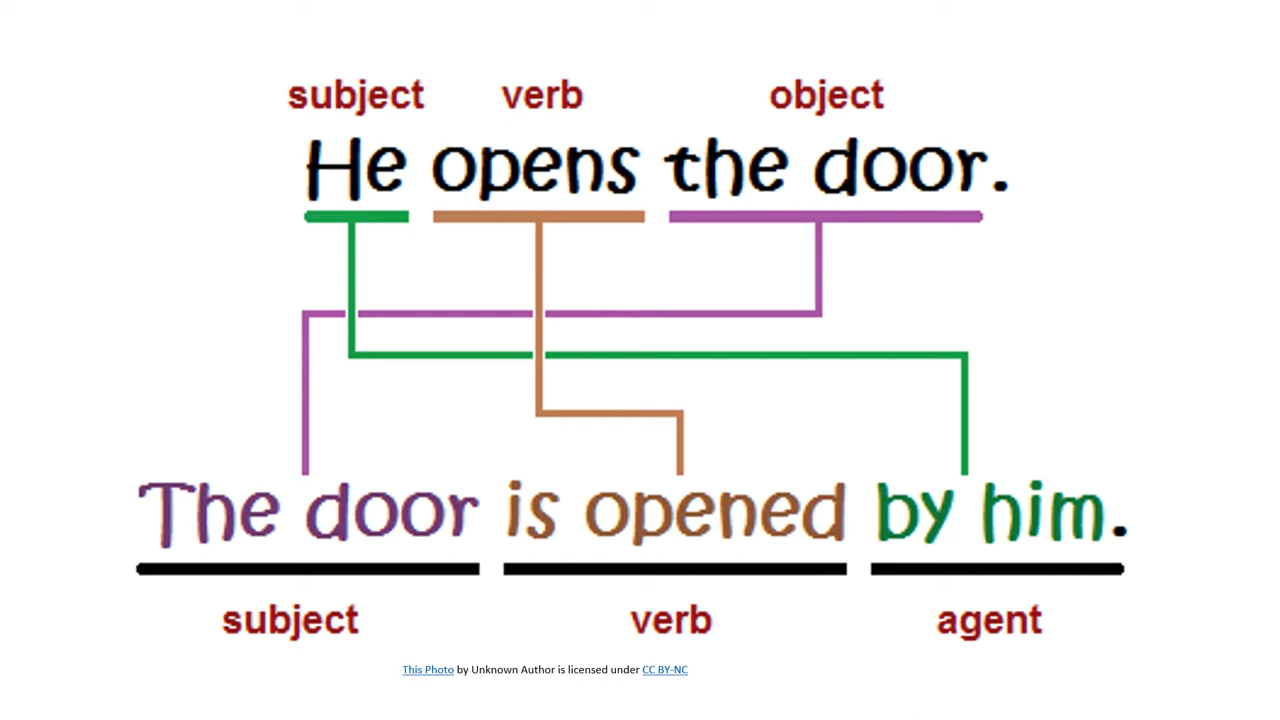 subject verb object
He opens the door.
The door is opened by him.
subject verb agent
This Photo by Unknown Author is licensed under CC BY-NC